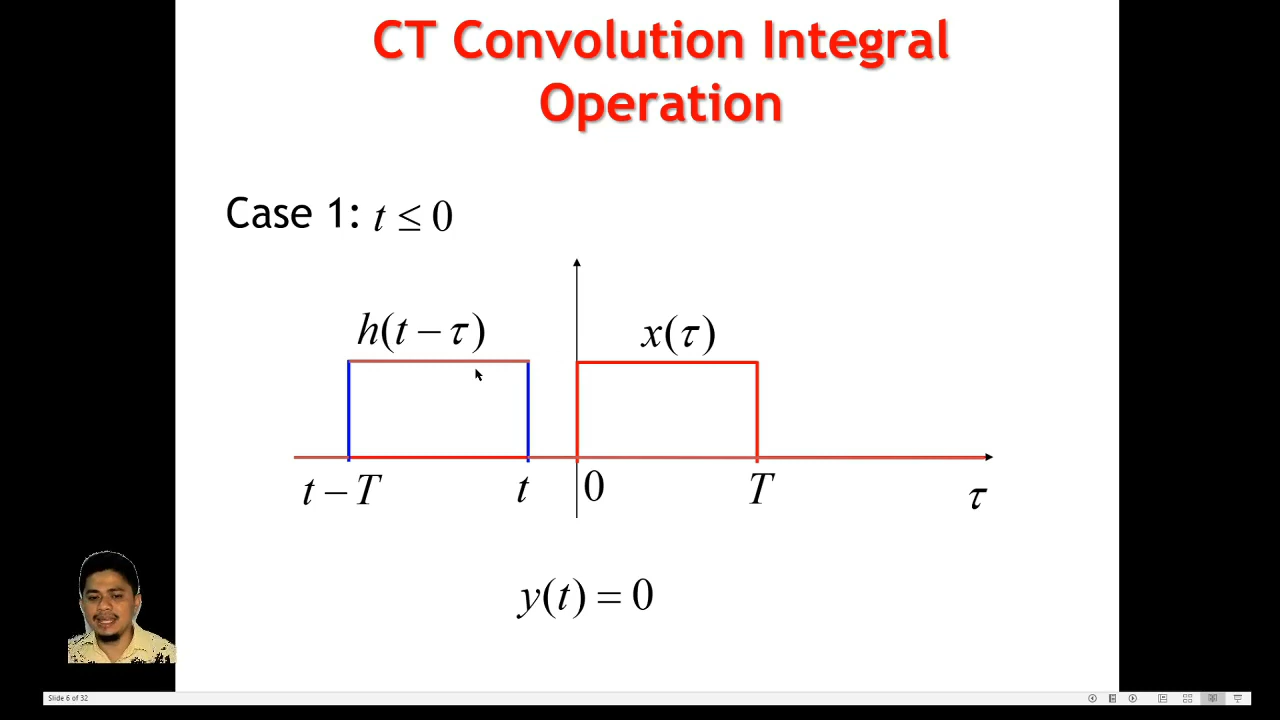 CT Convolution Integral
Operation
Case 1: t ≤ 0
h(t − τ)
x(τ)
t − T
t
0
T
τ
y(t) = 0
Slide 6 of 32